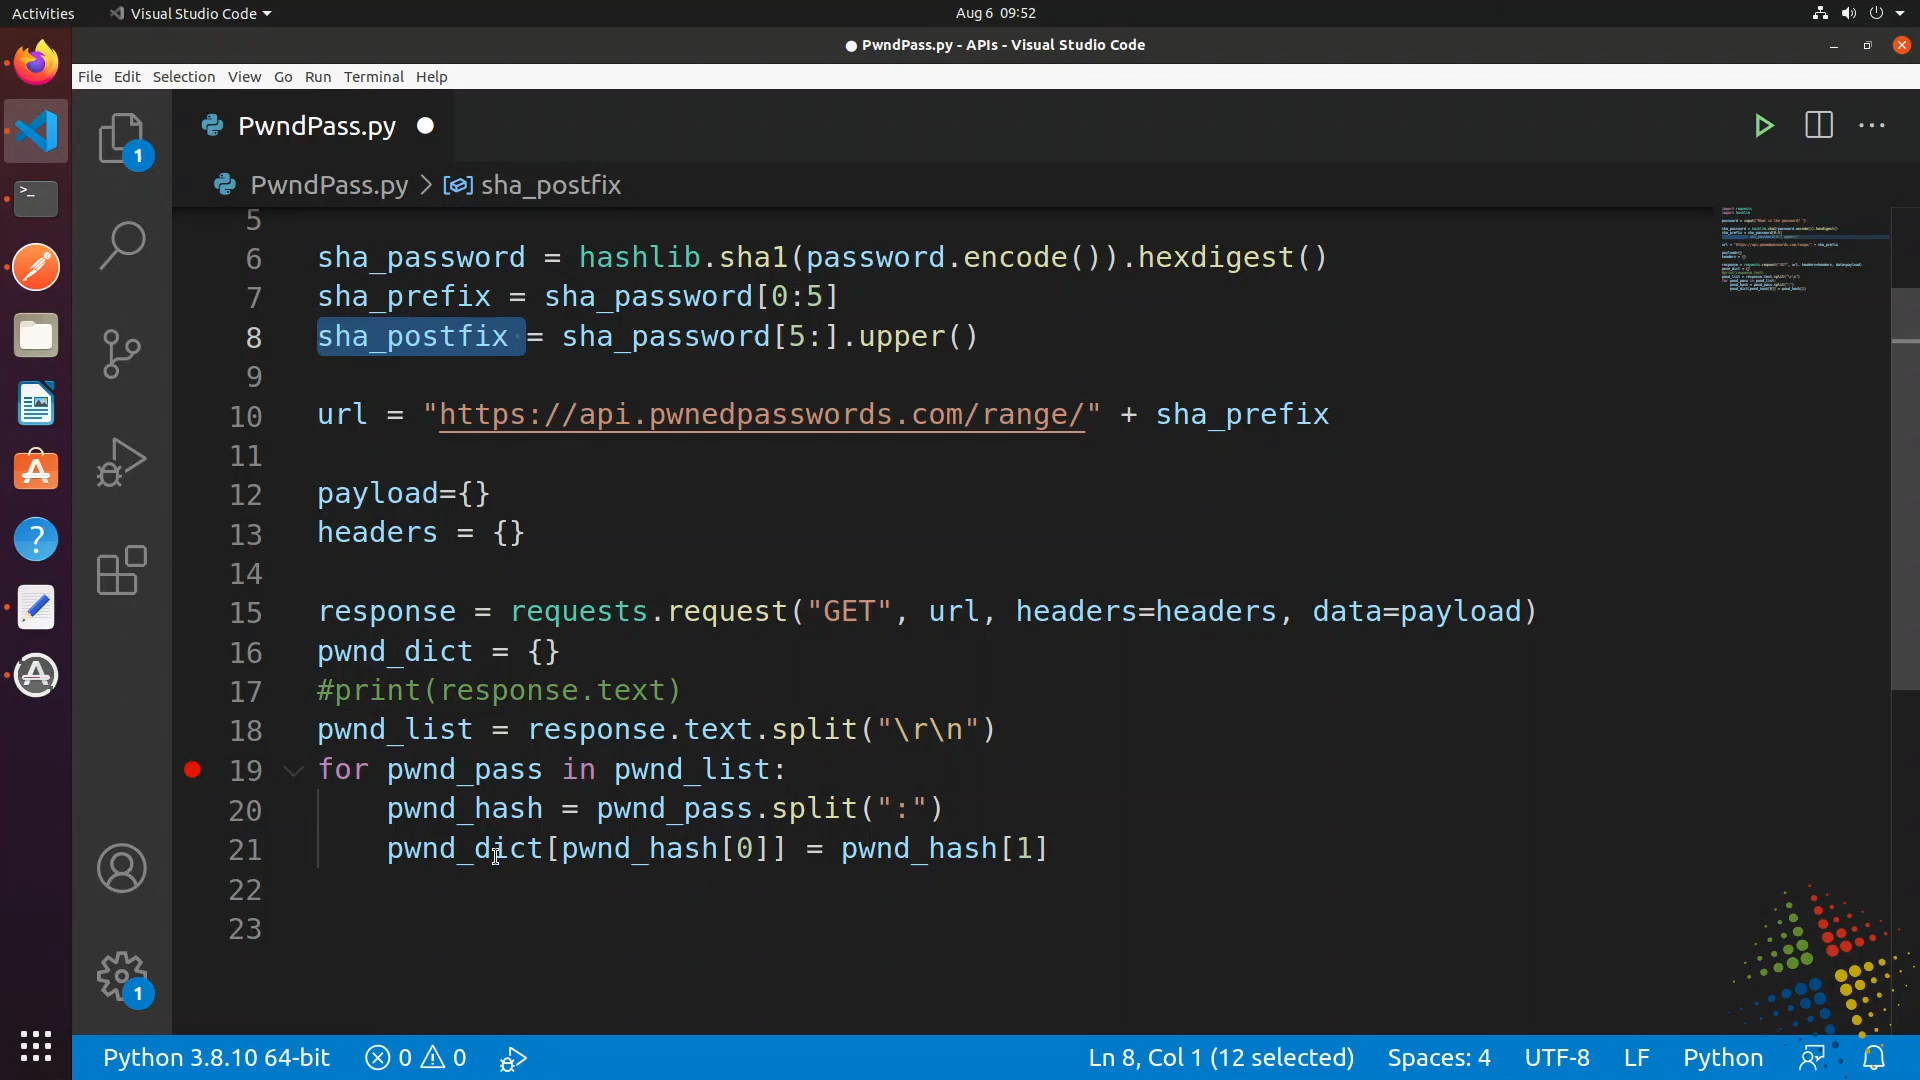 Activities Visual Studio Code Aug 6 09:52
PwndPass.py - APIs - Visual Studio Code
File Edit Selection View Go Run Terminal Help
PwndPass.py
PwndPass.py > sha_postfix
5
6 sha_password = hashlib.sha1(password.encode()).hexdigest()
7 sha_prefix = sha_password[0:5]
8 sha_postfix = sha_password[5:].upper()
9
10 url = "https://api.pwnedpasswords.com/range/" + sha_prefix
11
12 payload={}
13 headers = {}
14
15 response = requests.request("GET", url, headers=headers, data=payload)
16 pwnd_dict = {}
17 #print(response.text)
18 pwnd_list = response.text.split("\r\n")
19 for pwnd_pass in pwnd_list:
20 pwnd_hash = pwnd_pass.split(":")
21 pwnd_dict[pwnd_hash[0]] = pwnd_hash[1]
22
23
1
1
Python 3.8.10 64-bit 0 0 Ln 8, Col 1 (12 selected) Spaces: 4 UTF-8 LF Python